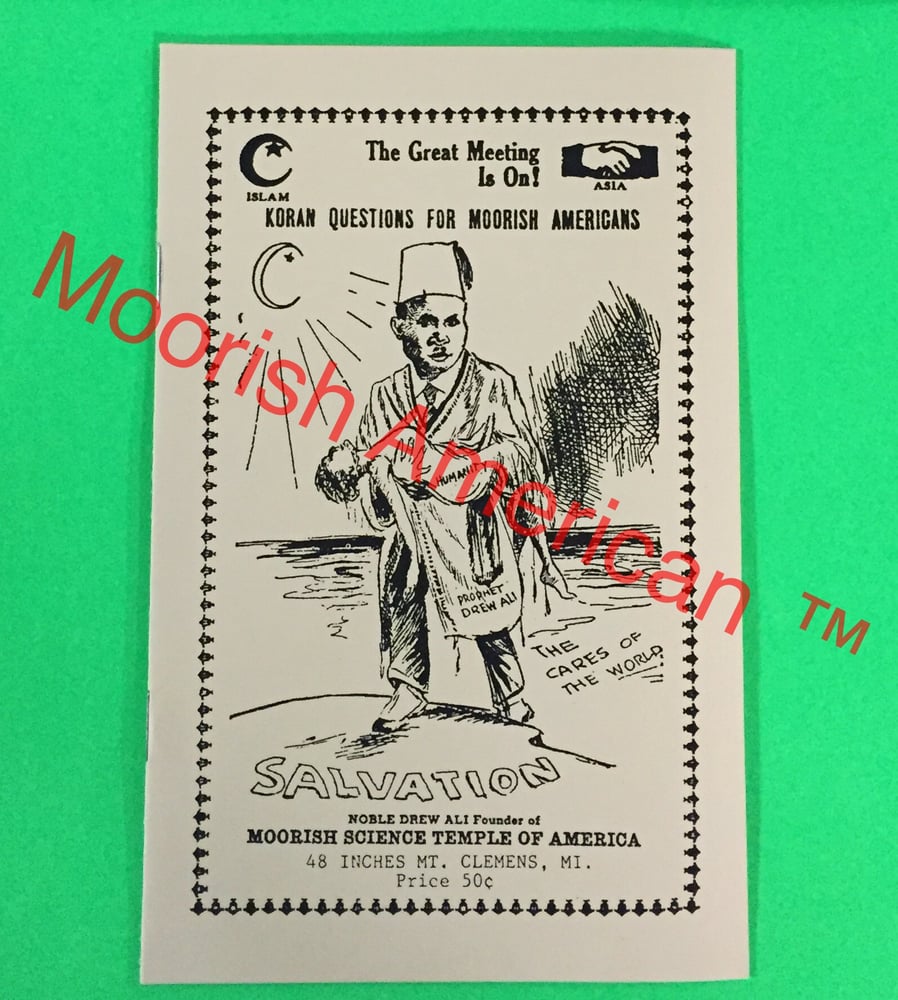 The Great Meeting
Is On!
ISLAM
ASIA
KORAN QUESTIONS FOR MOORISH AMERICANS
Moorish American ™
HUMANITY
PROPHET
DREW ALI
THE
CARES OF
THE WORLD
SALVATION
NOBLE DREW ALI Founder of
MOORISH SCIENCE TEMPLE OF AMERICA
48 INCHES MT. CLEMENS, MI.
Price 50¢